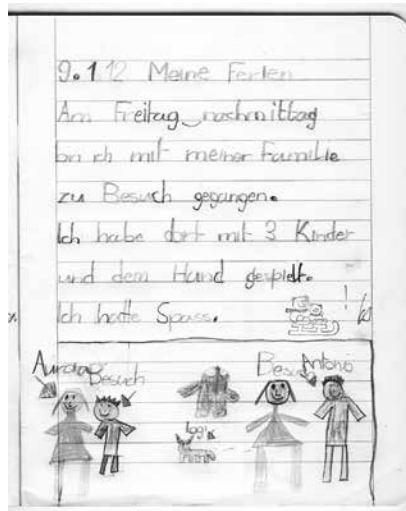 9.1.12 Meine Ferien
Am Freitag nachmittag
bin ich mit meiner Familie
zu Besuch gegangen.
Ich habe dort mit 3 Kinder
und dem Hund gespielt.
Ich hatte Spass.
Aurora Besuch
Besuch Antonio